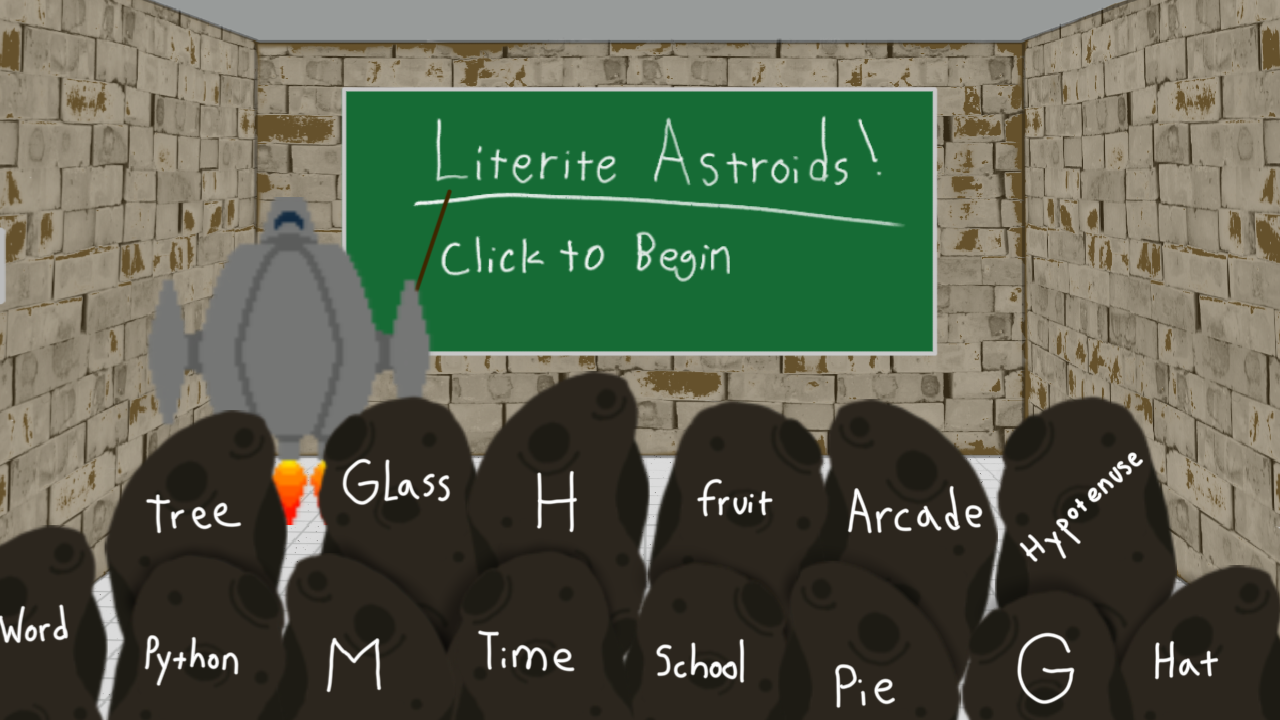 Literite Astroids!
Click to Begin
Tree
Glass
H
fruit
Arcade
Hypotenuse
Word
Python
M
Time
School
Pie
G
Hat